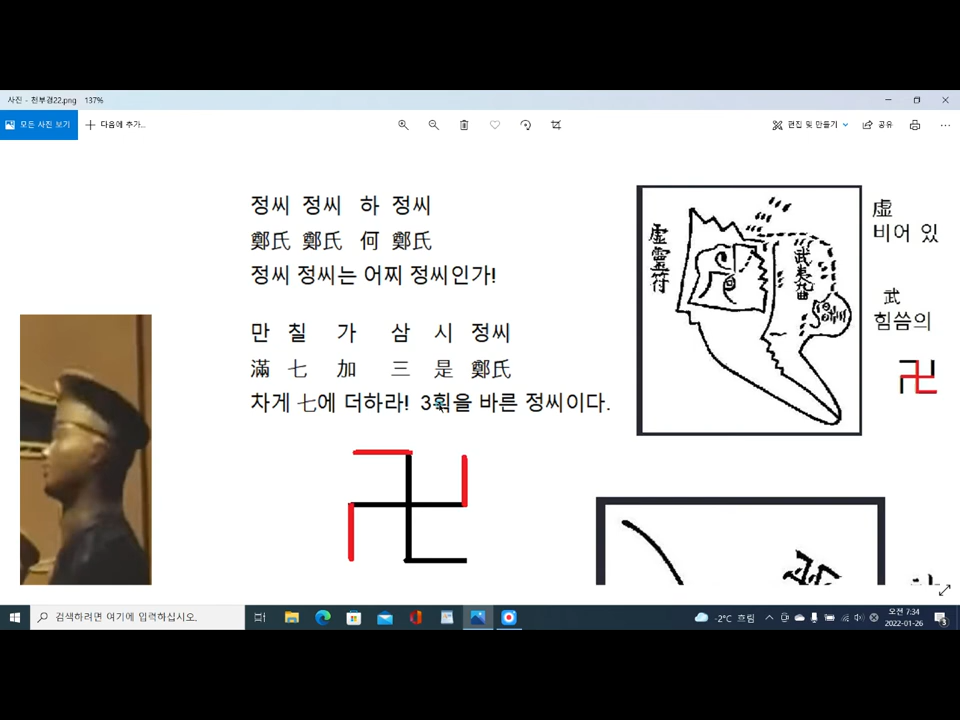 사진 - 천부경22.png 137%
모든 사진 보기 다음에 추가... 편집 및 만들기 공유
정씨 정씨 하 정씨
鄭氏 鄭氏 何 鄭氏
정씨 정씨는 어찌 정씨인가!
만 칠 가 삼 시 정씨
滿 七 加 三 是 鄭氏
차게 七에 더하라! 3획을 바른 정씨이다.
卍
虛靈符
武夷九曲
虛
비어 있
武
힘씀의
卍
검색하려면 여기에 입력하십시오.
-2°C 흐림
오전 7:34
2022-01-26
3